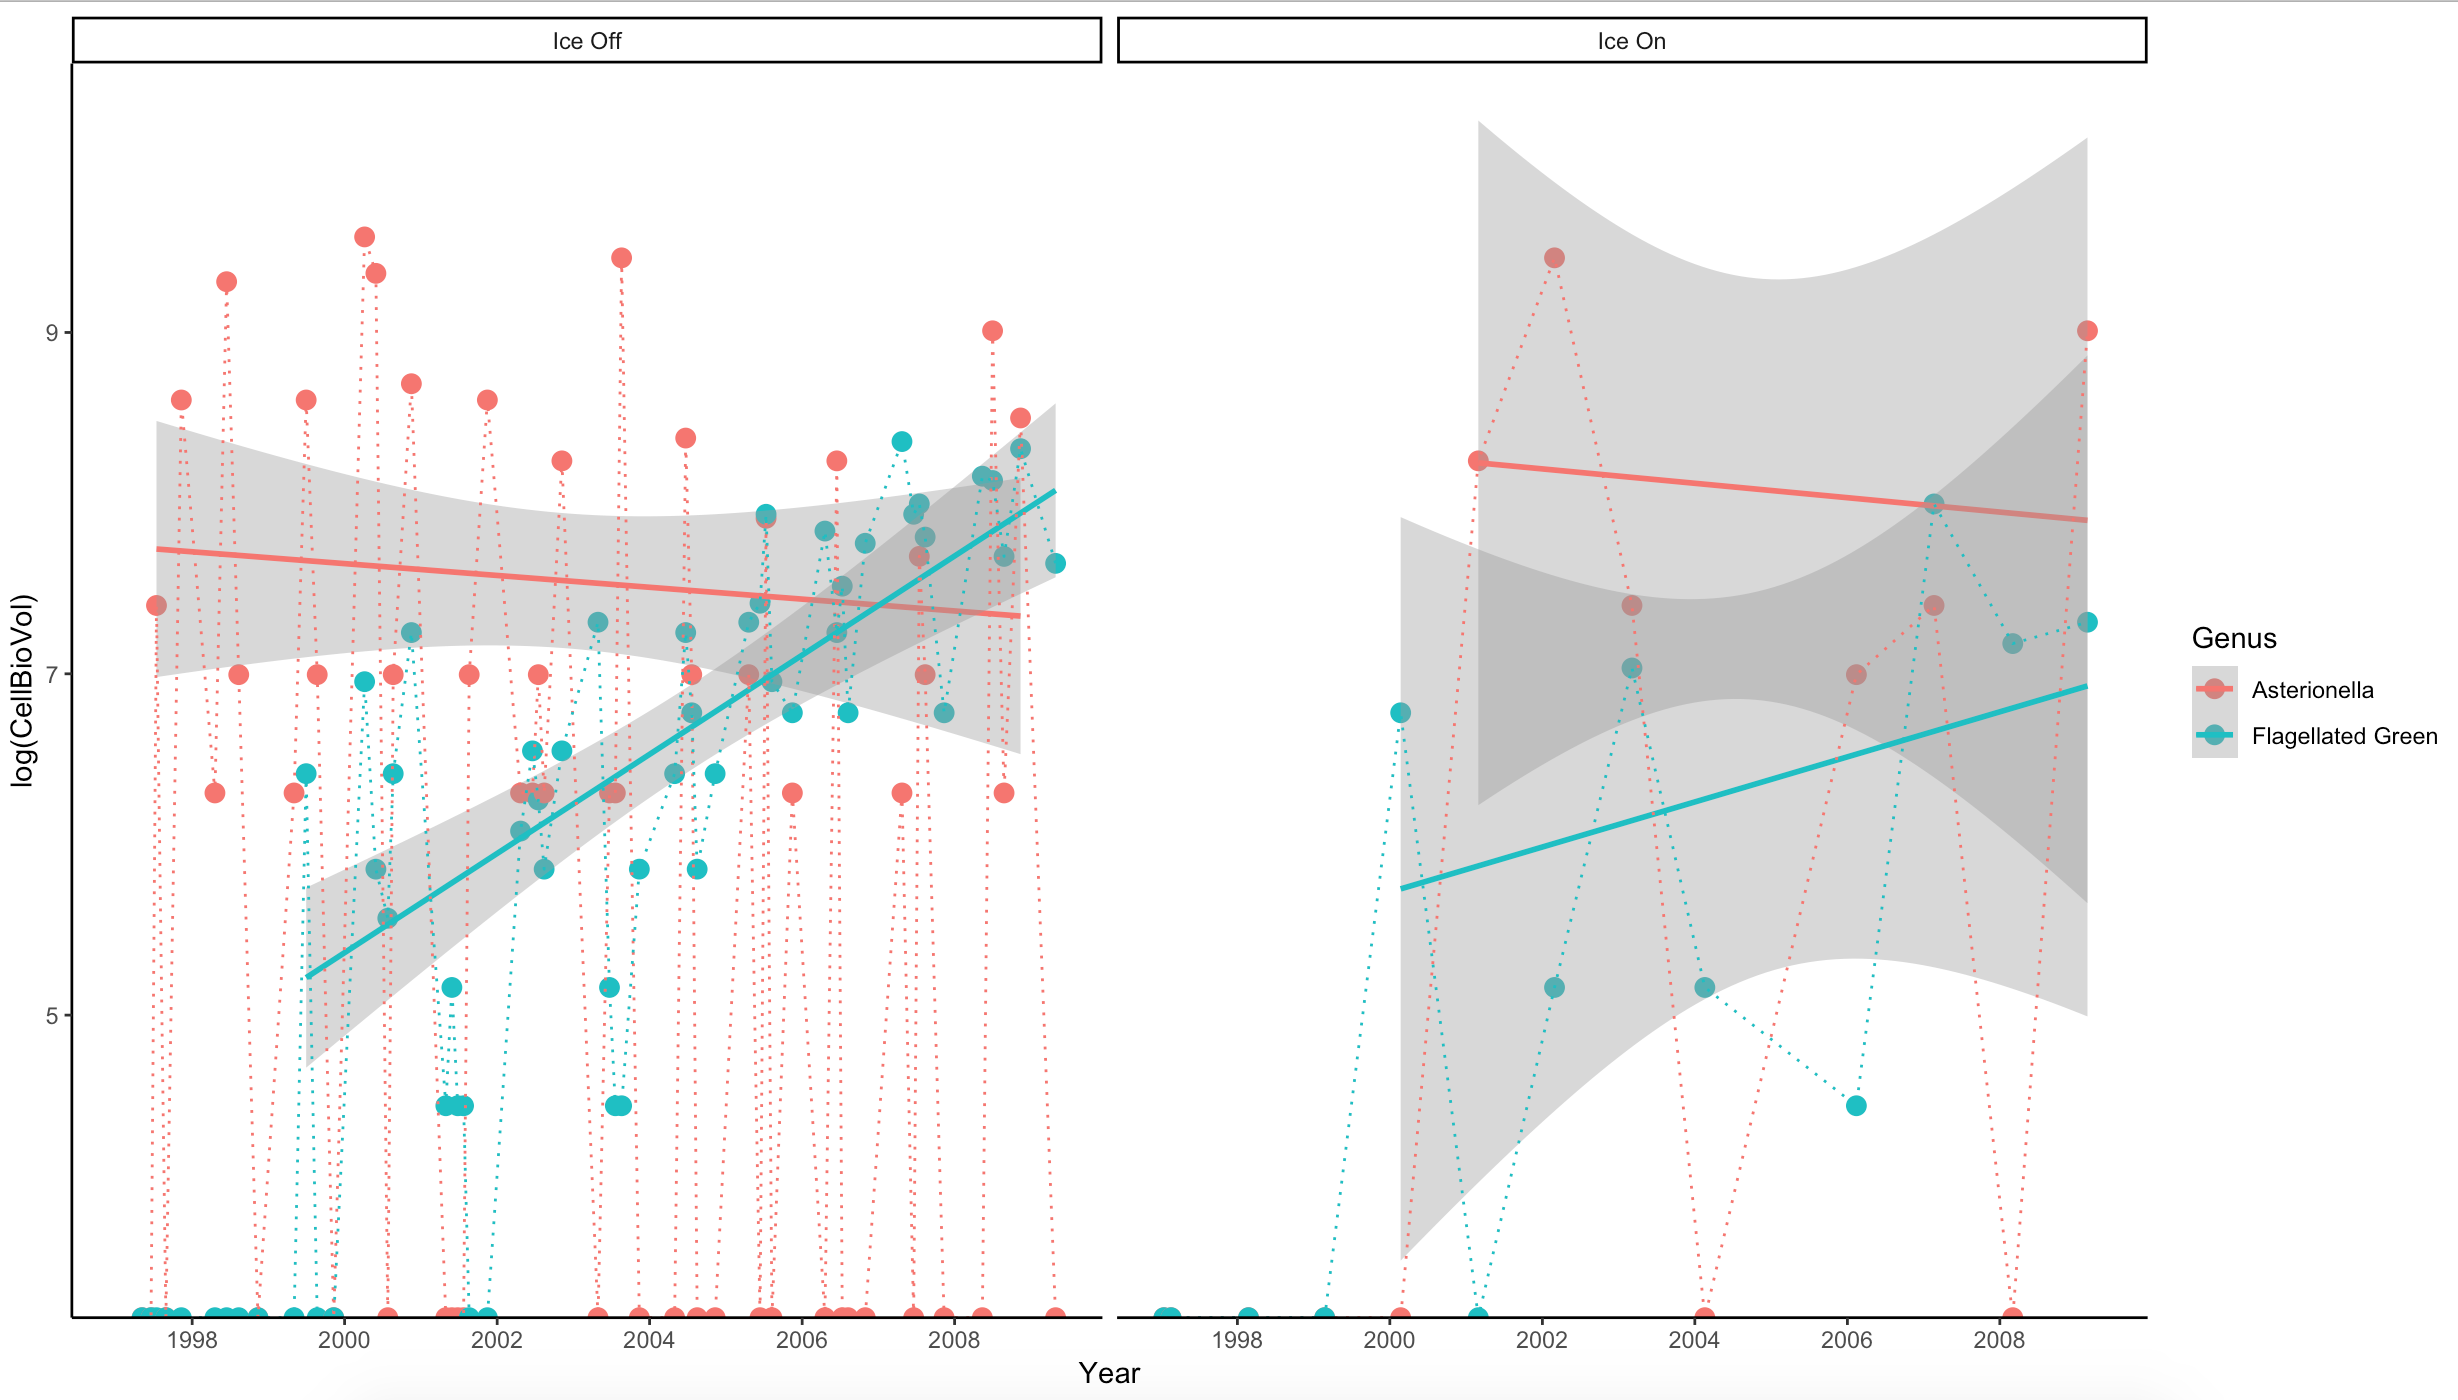 Ice Off
Ice On
log(CellBioVol)
9
7
5
1998 2000 2002 2004 2006 2008
1998 2000 2002 2004 2006 2008
Year
Genus
Asterionella
Flagellated Green